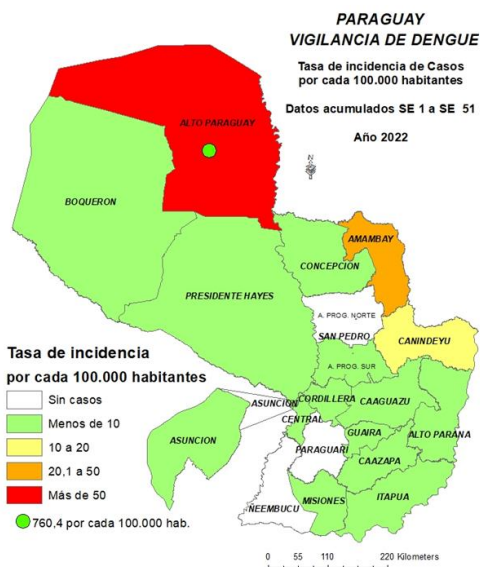 PARAGUAY
VIGILANCIA DE DENGUE
Tasa de incidencia de Casos
por cada 100.000 habitantes
Datos acumulados SE 1 a SE 51
Año 2022
ALTO PARAGUAY
BOQUERON
AMAMBAY
CONCEPCION
PRESIDENTE HAYES
A. PROG. NORTE
SAN PEDRO
CANINDEYU
A. PROG. SUR
ASUNCION
CORDILLERA
CAAGUAZU
CENTRAL
ASUNCION
GUAIRA
ALTO PARANA
PARAGUARI
CAAZAPA
MISIONES
ITAPUA
ÑEEMBUCU
Tasa de incidencia
por cada 100.000 habitantes
Sin casos
Menos de 10
10 a 20
20,1 a 50
Más de 50
760,4 por cada 100.000 hab.
0 55 110 220 Kilometers